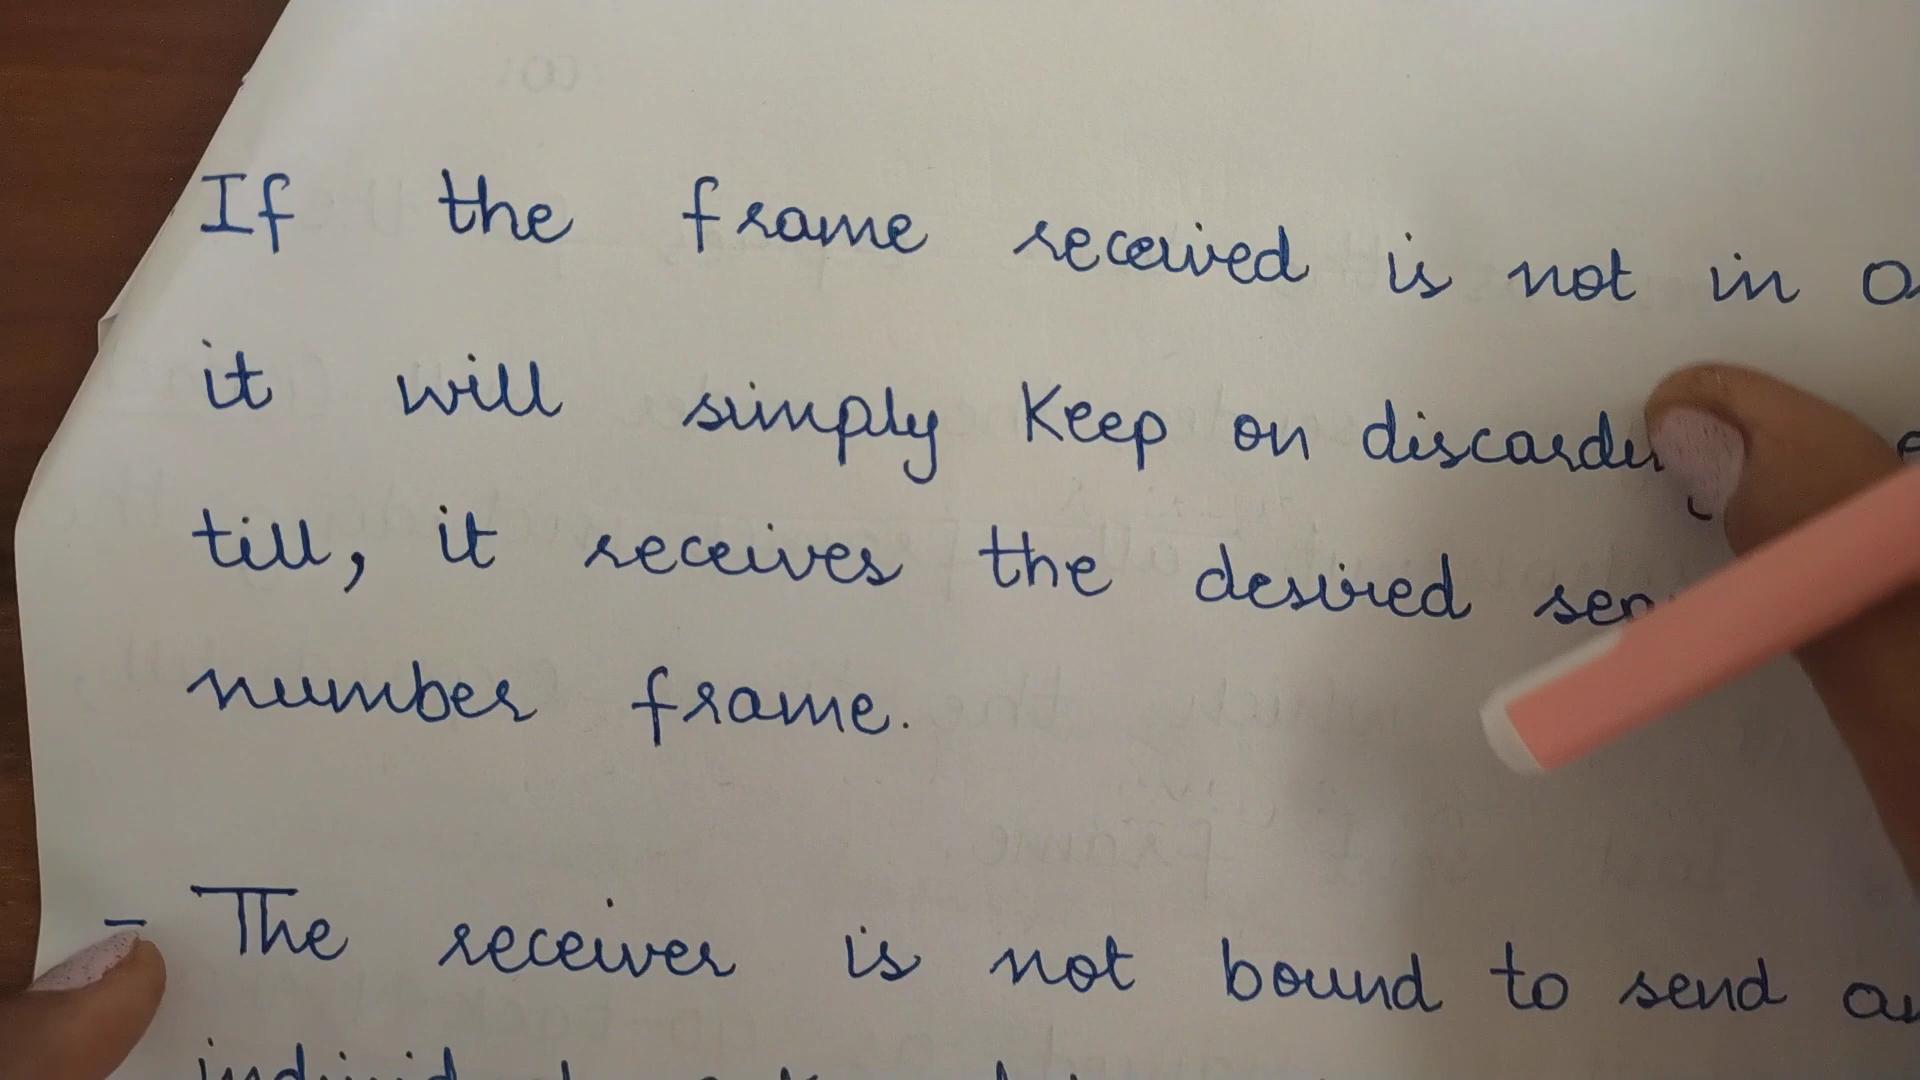 If the frame received is not in
it will simply Keep on
till, it receives the desired
number frame.
- The receiver is not bound to send